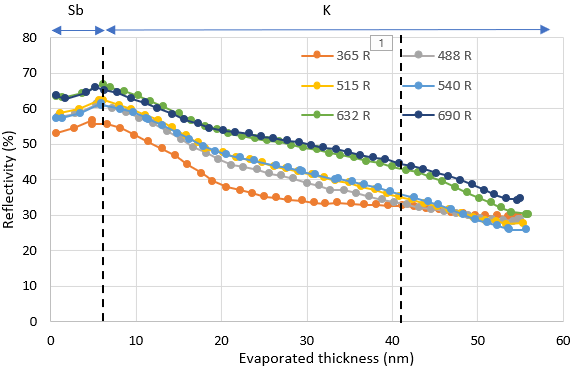 Sb K
1
365 R 488 R
515 R 540 R
632 R 690 R
Reflectivity (%)
80
70
60
50
40
30
20
10
0
0 10 20 30 40 50 60
Evaporated thickness (nm)